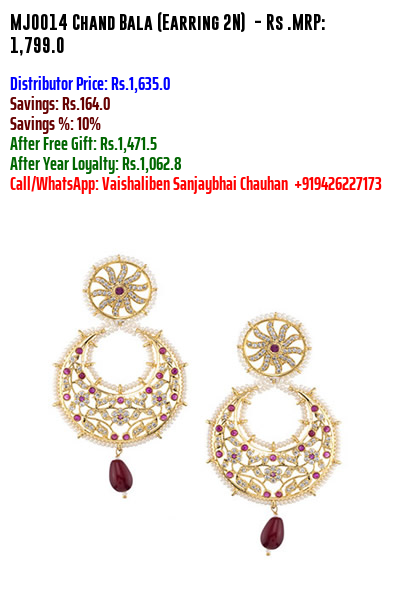 MJ0014 Chand Bala (Earring 2N) - Rs .MRP:
1,799.0
Distributor Price: Rs.1,635.0
Savings: Rs.164.0
Savings %: 10%
After Free Gift: Rs.1,471.5
After Year Loyalty: Rs.1,062.8
Call/WhatsApp: Vaishaliben Sanjaybhai Chauhan +919426227173